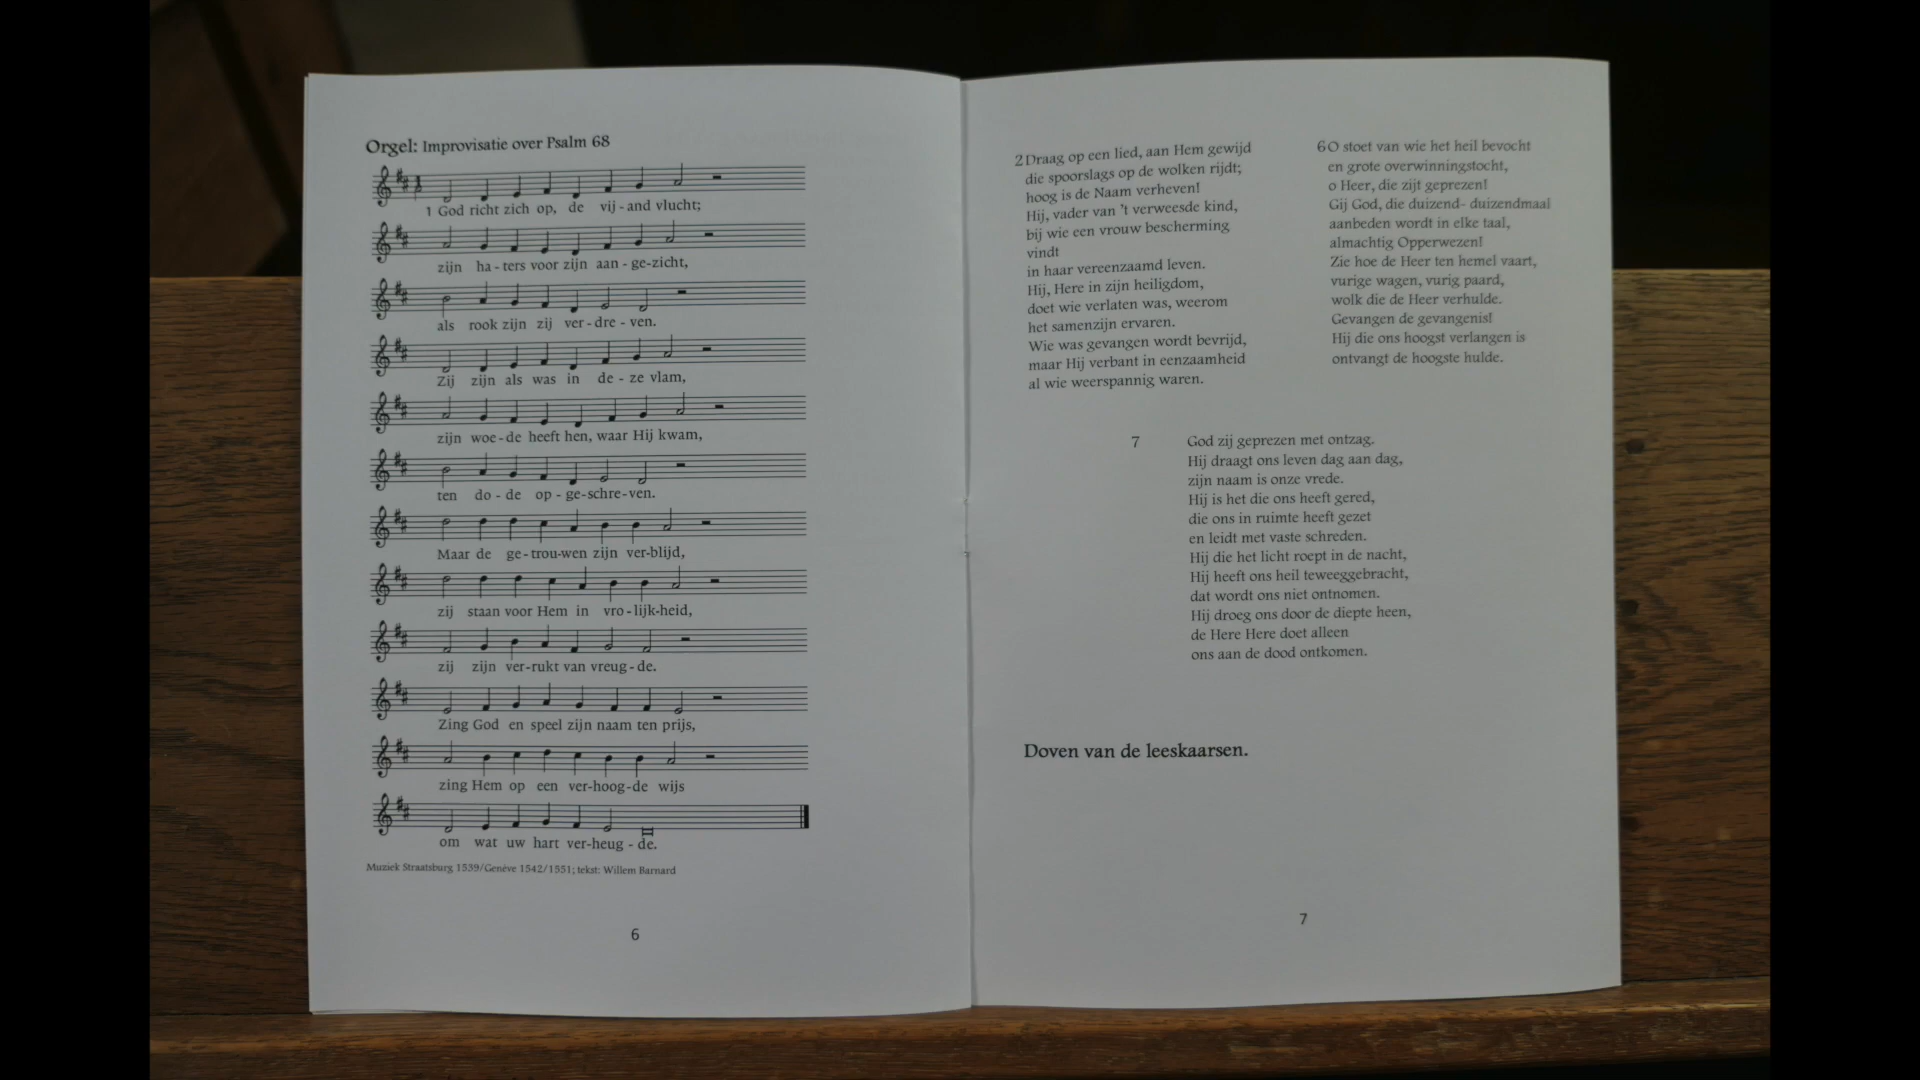 Orgel: Improvisatie over Psalm 68
1 God richt zich op, de vij - and vlucht;
zijn ha - ters voor zijn aan - ge-zicht,
als rook zijn zij ver - dre - ven.
Zij zijn als was in de - ze vlam,
zijn woe - de heeft hen, waar Hij kwam,
ten do - de op - ge-schre-ven.
Maar de ge - trou-wen zijn ver-blijd,
zij staan voor Hem in vro - lijk-heid,
zij zijn ver-rukt van vreug - de.
Zing God en speel zijn naam ten prijs,
zing Hem op een ver-hoog-de wijs
om wat uw hart ver-heug - de.
Muziek Straatsburg 1539/Genève 1542/1551; tekst: Willem Barnard
6
2 Draag op een lied, aan Hem gewijd
die spoorslags op de wolken rijdt;
hoog is de Naam verheven!
Hij, vader van 't verweesde kind,
bij wie een vrouw bescherming
vindt
in haar vereenzaamd leven.
Hij, Here in zijn heiligdom,
doet wie verlaten was, weerom
het samenzijn ervaren.
Wie was gevangen wordt bevrijd,
maar Hij verbant in eenzaamheid
al wie weerspannig waren.
6 O stoet van wie het heil bevocht
en grote overwinningstocht,
o Heer, die zijt geprezen!
Gij God, die duizend- duizendmaal
aanbeden wordt in elke taal,
almachtig Opperwezen!
Zie hoe de Heer ten hemel vaart,
vurige wagen, vurig paard,
wolk die de Heer verhulde.
Gevangen de gevangenis!
Hij die ons hoogst verlangen is
ontvangt de hoogste hulde.
7 God zij geprezen met ontzag.
Hij draagt ons leven dag aan dag,
zijn naam is onze vrede.
Hij is het die ons heeft gered,
die ons in ruimte heeft gezet
en leidt met vaste schreden.
Hij die het licht roept in de nacht,
Hij heeft ons heil teweeggebracht,
dat wordt ons niet ontnomen.
Hij droeg ons door de diepte heen,
de Here Here doet alleen
ons aan de dood ontkomen.
Doven van de leeskaarsen.
7